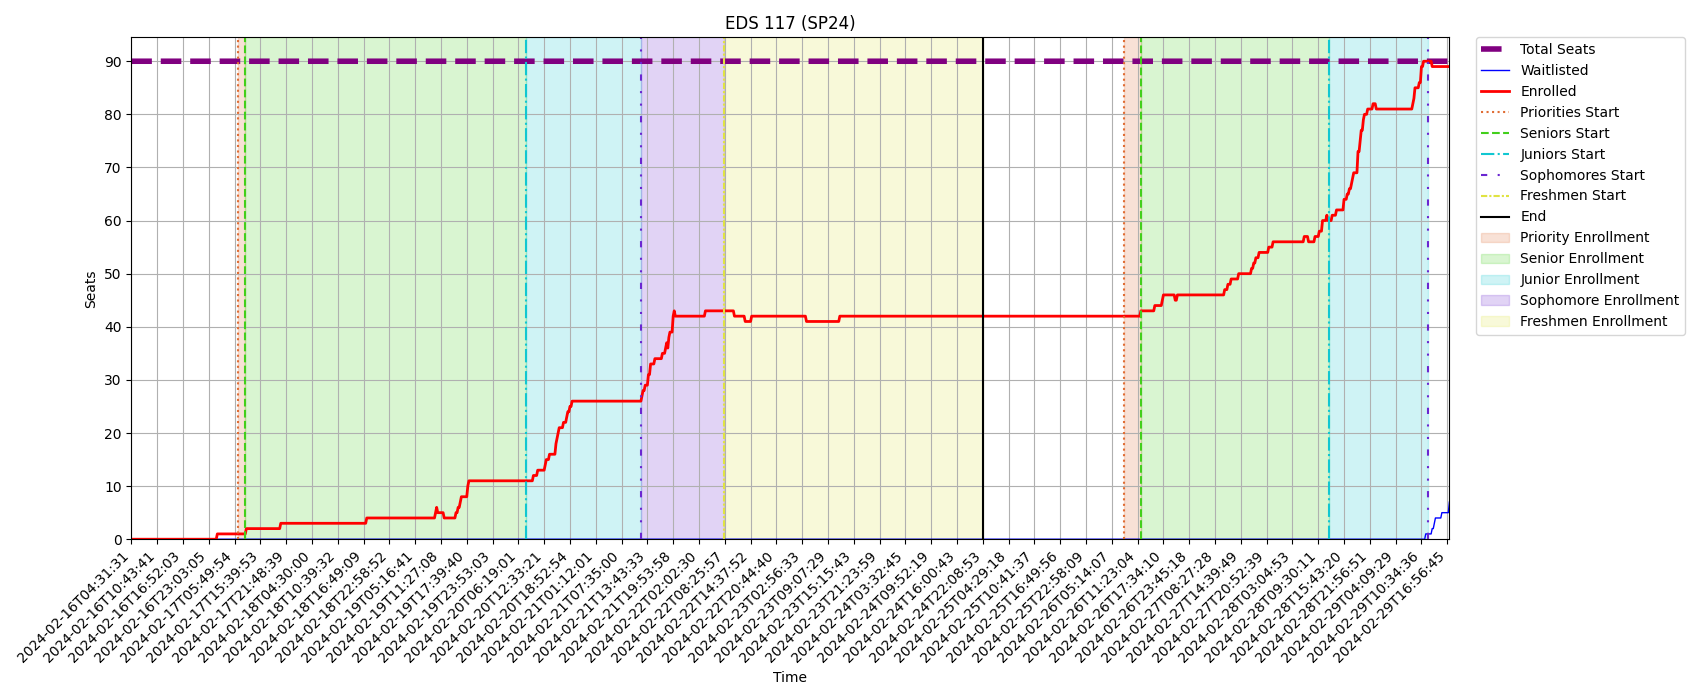 EDS 117 (SP24)
Seats
90
80
70
60
50
40
30
20
10
0
2024-02-16T04:31:31
2024-02-16T10:43:41
2024-02-16T16:52:03
2024-02-16T23:03:05
2024-02-17T05:49:54
2024-02-17T15:39:53
2024-02-17T21:48:39
2024-02-18T04:30:00
2024-02-18T10:39:32
2024-02-18T16:49:09
2024-02-18T22:58:52
2024-02-19T05:16:41
2024-02-19T11:27:08
2024-02-19T17:39:40
2024-02-19T23:53:03
2024-02-20T06:19:01
2024-02-20T12:33:21
2024-02-20T18:52:54
2024-02-21T01:12:01
2024-02-21T07:35:00
2024-02-21T13:43:33
2024-02-21T19:53:58
2024-02-22T02:02:30
2024-02-22T08:25:57
2024-02-22T14:37:52
2024-02-22T20:44:40
2024-02-23T02:56:33
2024-02-23T09:07:29
2024-02-23T15:15:43
2024-02-23T21:23:59
2024-02-24T03:32:45
2024-02-24T09:52:19
2024-02-24T16:00:43
2024-02-24T22:08:53
2024-02-25T04:29:18
2024-02-25T10:41:37
2024-02-25T16:49:56
2024-02-25T22:58:09
2024-02-26T05:14:07
2024-02-26T11:23:04
2024-02-26T17:34:10
2024-02-26T23:45:18
2024-02-27T08:27:28
2024-02-27T14:39:49
2024-02-27T20:52:39
2024-02-28T03:04:53
2024-02-28T09:30:11
2024-02-28T15:43:20
2024-02-28T21:56:51
2024-02-29T04:09:29
2024-02-29T10:34:36
2024-02-29T16:56:45
Time
Total Seats
Waitlisted
Enrolled
Priorities Start
Seniors Start
Juniors Start
Sophomores Start
Freshmen Start
End
Priority Enrollment
Senior Enrollment
Junior Enrollment
Sophomore Enrollment
Freshmen Enrollment